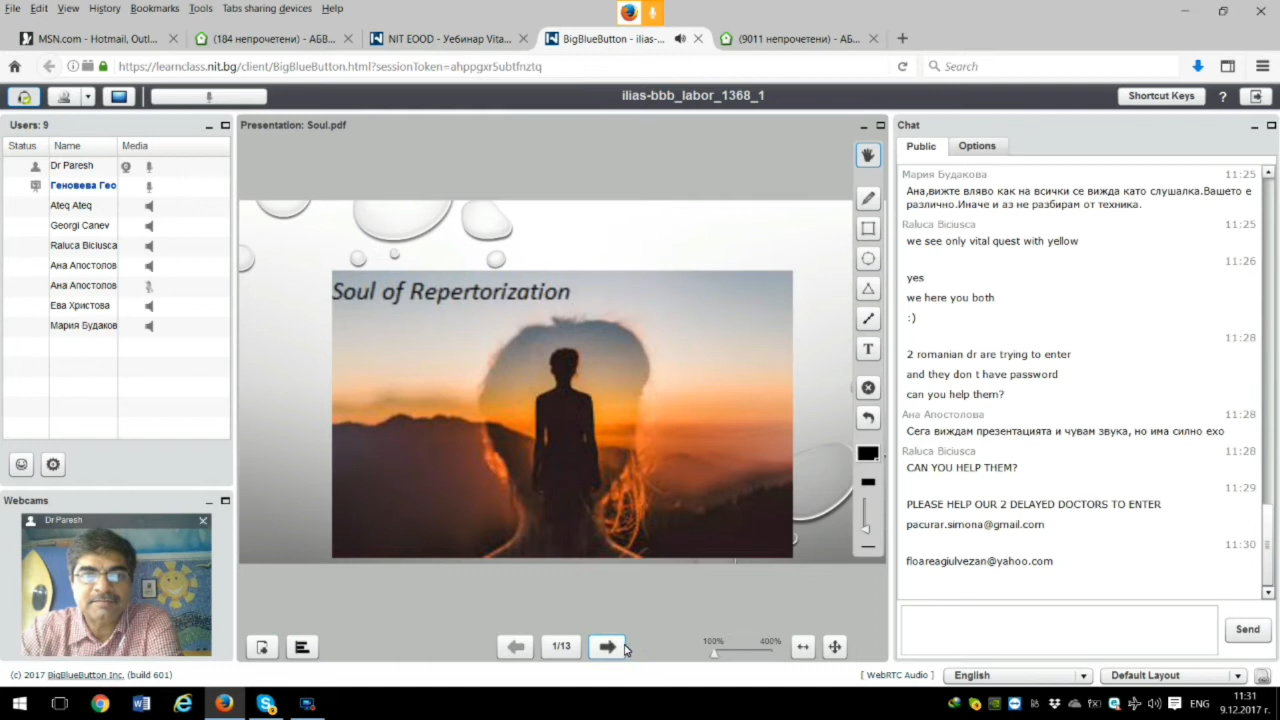 File Edit View History Bookmarks Tools Tabs sharing devices Help
MSN.com - Hotmail, Outl...
(184 непрочетени) - АБВ...
NIT EOOD - Уебинар Vita...
BigBlueButton - ilias-...
(9011 непрочетени) - АБ...
https://learnclass.nit.bg/client/BigBlueButton.html?sessionToken=ahppgxr5ubtfnztq
Search
ilias-bbb_labor_1368_1
Shortcut Keys
?
Users: 9
Status Name Media
Dr Paresh
Геновева Гео
Ateq Ateq
Georgi Canev
Raluca Biciusca
Ана Апостолов
Ана Апостолов
Ева Христова
Мария Будаков
Webcams
Dr Paresh
Presentation: Soul.pdf
Soul of Repertorization
T
1/13
100% 400%
Chat
Public Options
Мария Будакова 11:25
Ана,вижте вляво как на всички се вижда като слушалка.Вашето е
различно.Иначе и аз не разбирам от техника.
Raluca Biciusca 11:25
we see only vital quest with yellow
11:26
yes
we here you both
:)
11:28
2 romanian dr are trying to enter
and they don t have password
can you help them?
Ана Апостолова 11:28
Сега виждам презентацията и чувам звука, но има силно ехо
Raluca Biciusca 11:28
CAN YOU HELP THEM?
11:29
PLEASE HELP OUR 2 DELAYED DOCTORS TO ENTER
pacurar.simona@gmail.com
11:30
floareagiulvezan@yahoo.com
Send
(c) 2017 BigBlueButton Inc. (build 601)
[ WebRTC Audio ]
English
Default Layout
ENG
11:31
9.12.2017 г.